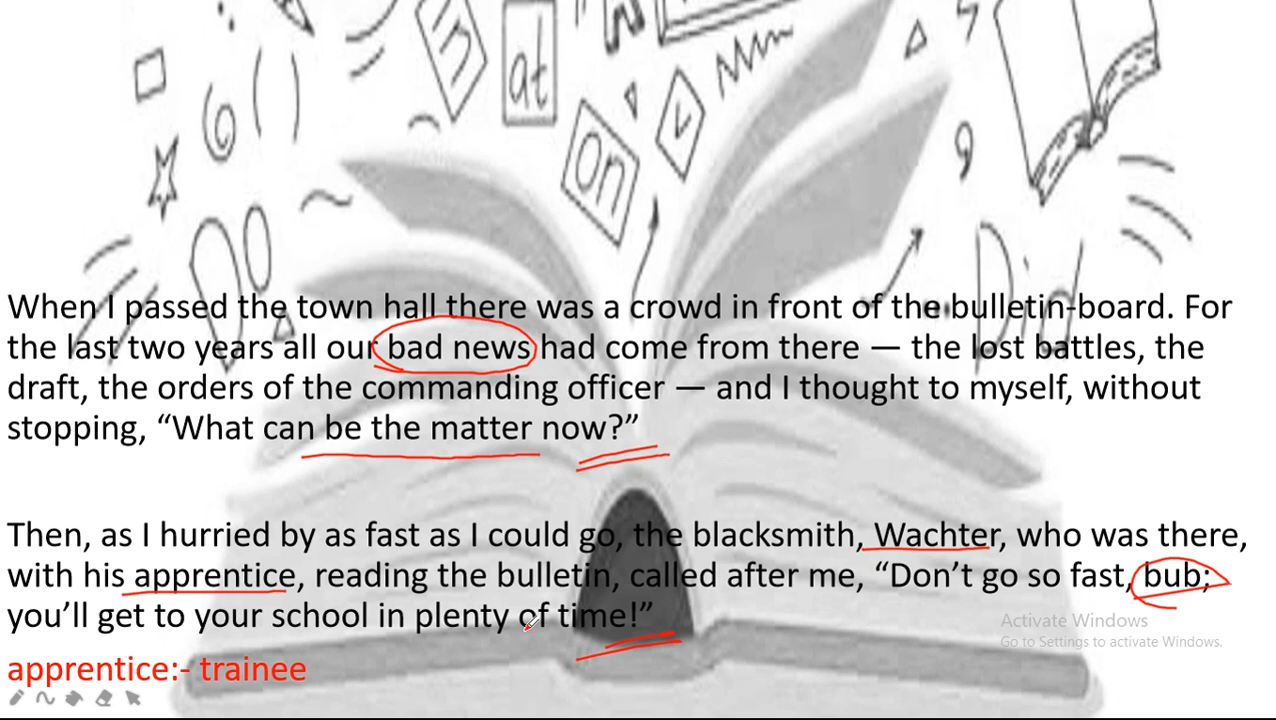 in
at
on
Do
Did
When I passed the town hall there was a crowd in front of the bulletin-board. For
the last two years all our bad news had come from there — the lost battles, the
draft, the orders of the commanding officer — and I thought to myself, without
stopping, “What can be the matter now?”
Then, as I hurried by as fast as I could go, the blacksmith, Wachter, who was there,
with his apprentice, reading the bulletin, called after me, “Don’t go so fast, bub;
you’ll get to your school in plenty of time!”
Activate Windows
Go to Settings to activate Windows.
apprentice:- trainee